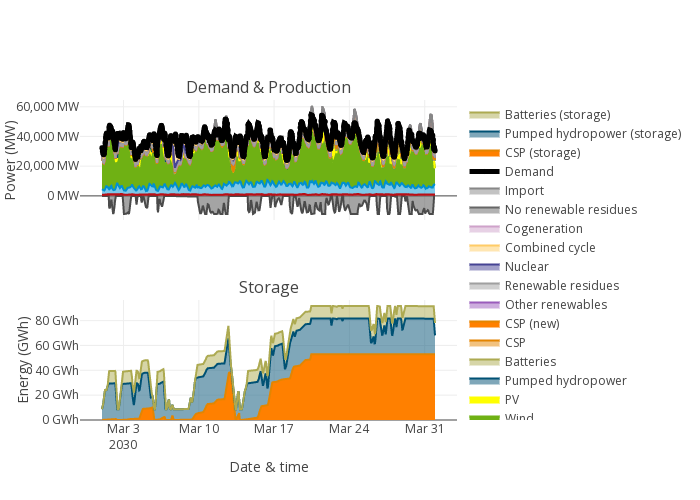 Demand & Production
60,000 MW
40,000 MW
20,000 MW
0 MW
Power (MW)
Storage
80 GWh
60 GWh
40 GWh
20 GWh
0 GWh
Energy (GWh)
Mar 3
2030
Mar 10
Mar 17
Mar 24
Mar 31
Date & time
Batteries (storage)
Pumped hydropower (storage)
CSP (storage)
Demand
Import
No renewable residues
Cogeneration
Combined cycle
Nuclear
Renewable residues
Other renewables
CSP (new)
CSP
Batteries
Pumped hydropower
PV
Wind